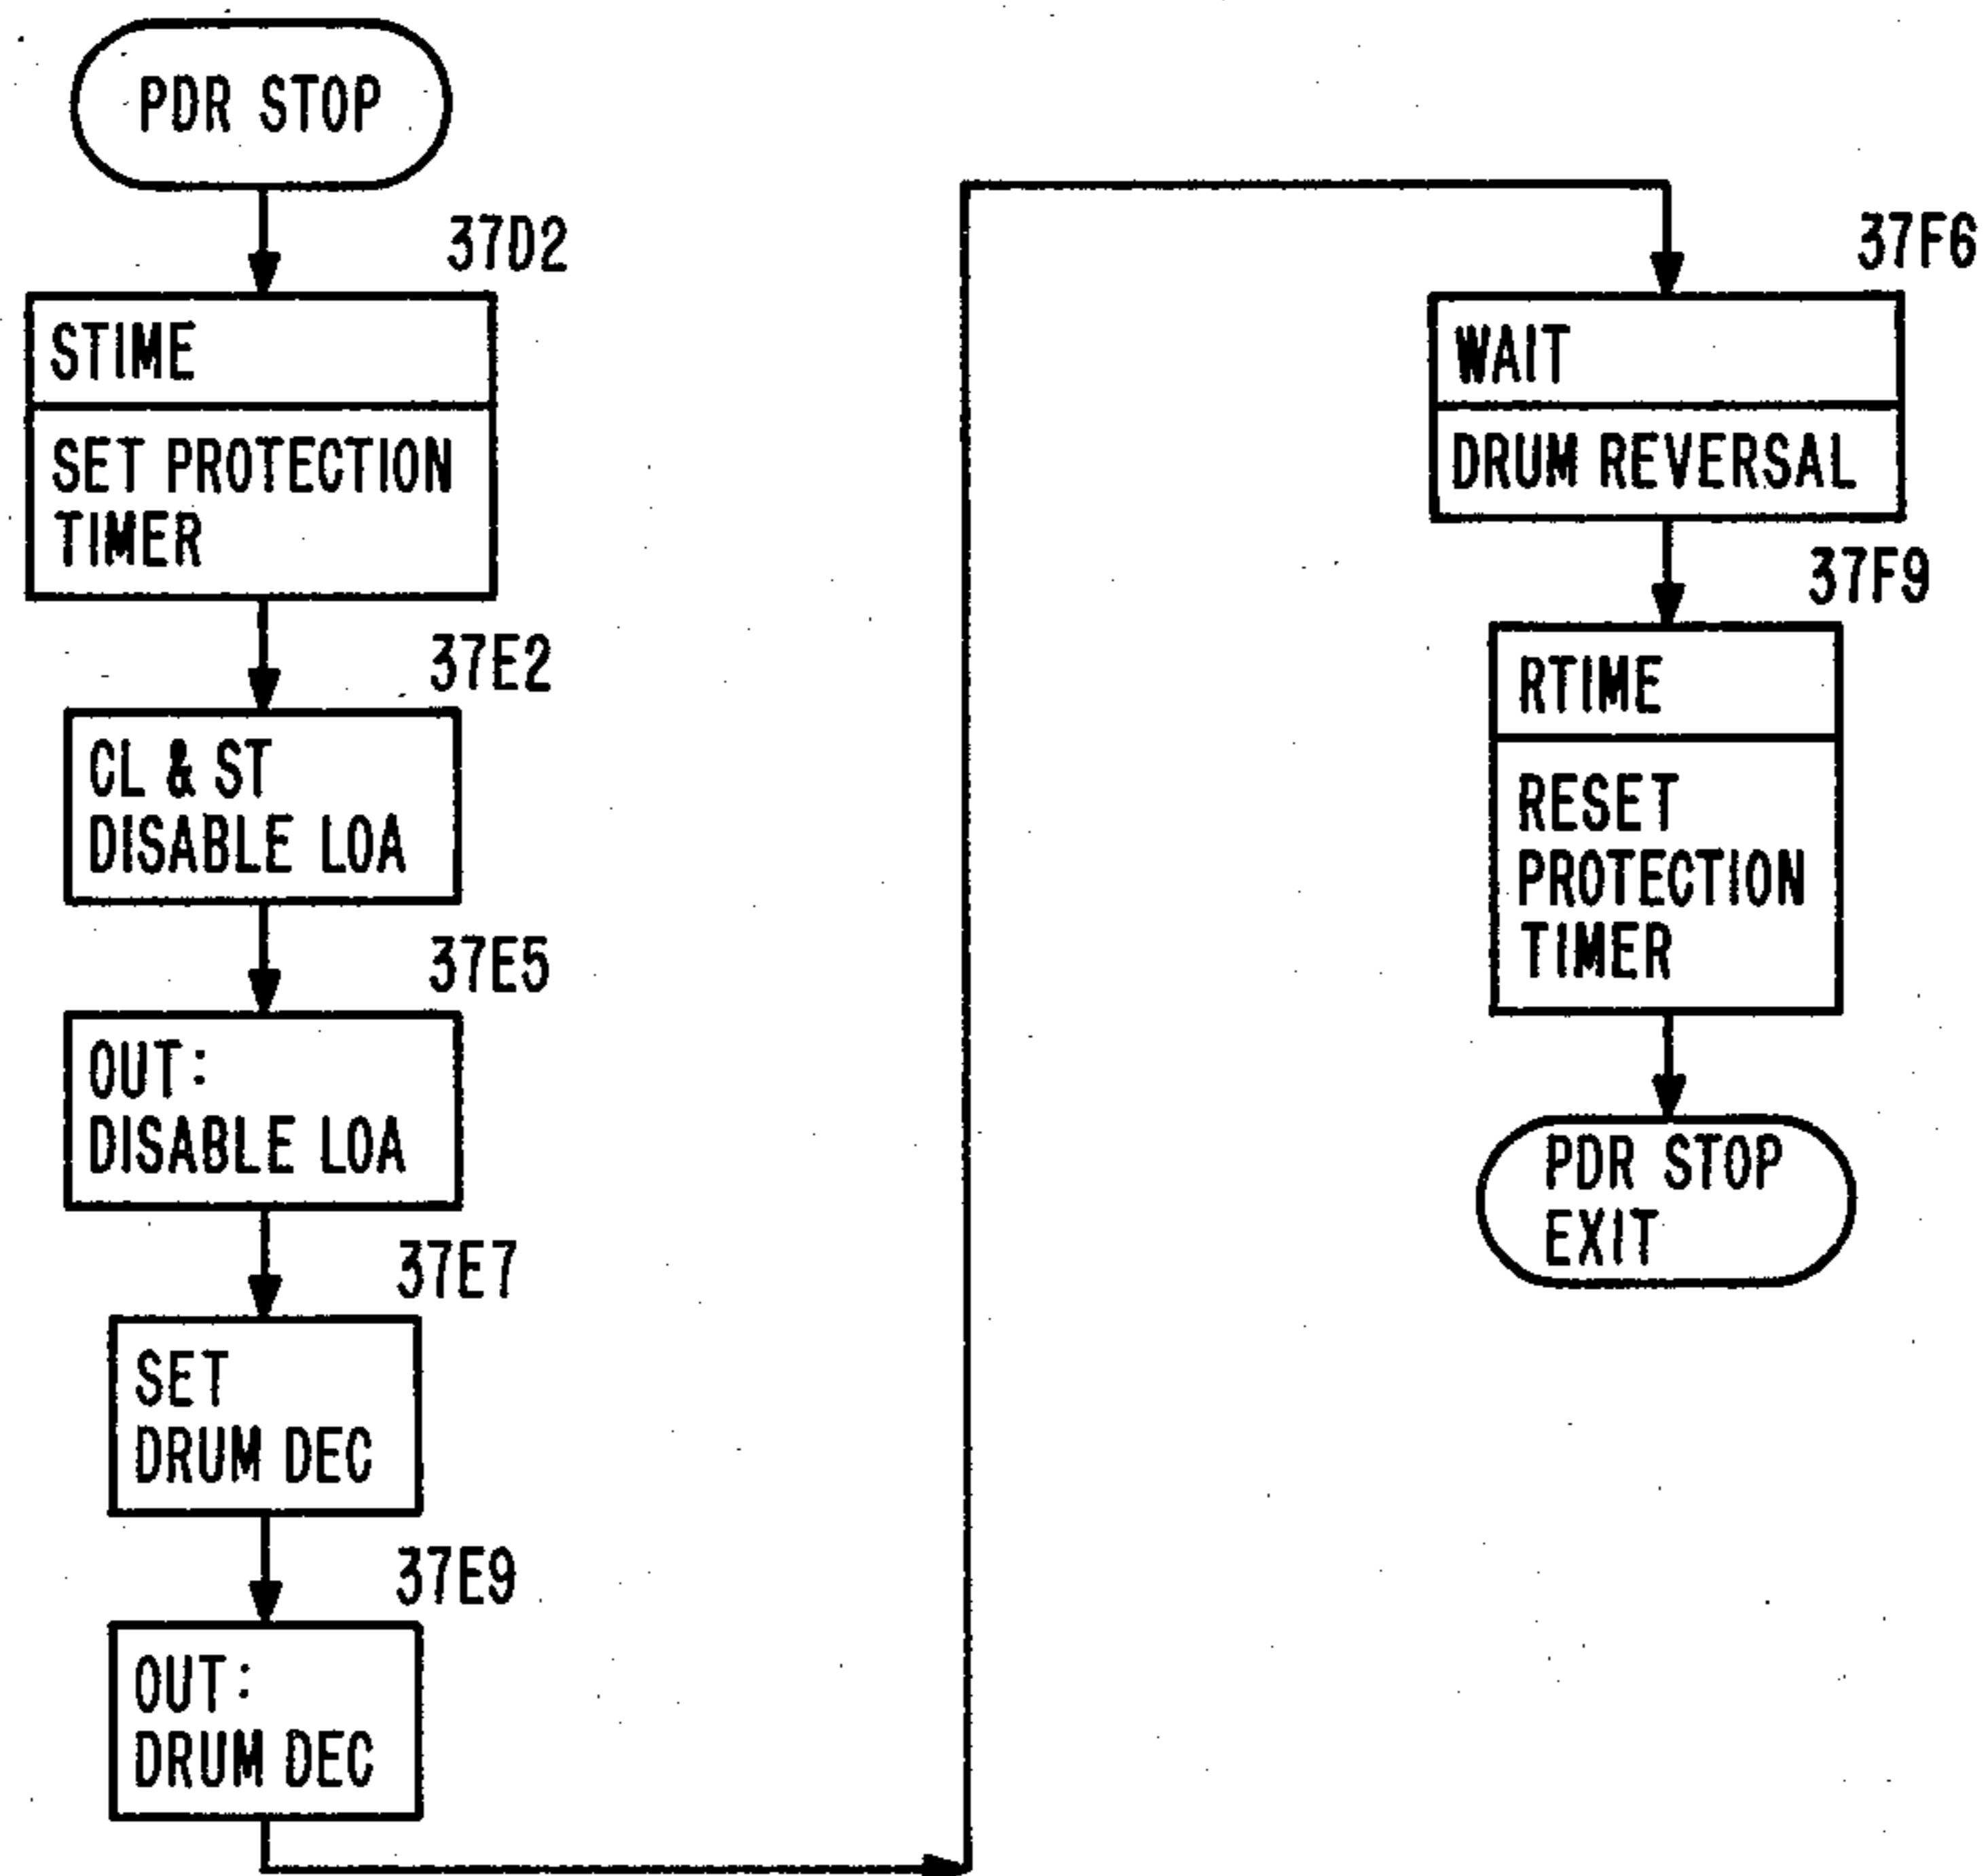 PDR STOP
37D2
STIME
SET PROTECTION
TIMER
37E2
CL & ST
DISABLE LOA
37E5
OUT:
DISABLE LOA
37E7
SET
DRUM DEC
37E9
OUT:
DRUM DEC
37F6
WAIT
DRUM REVERSAL
37F9
RTIME
RESET
PROTECTION
TIMER
PDR STOP
EXIT